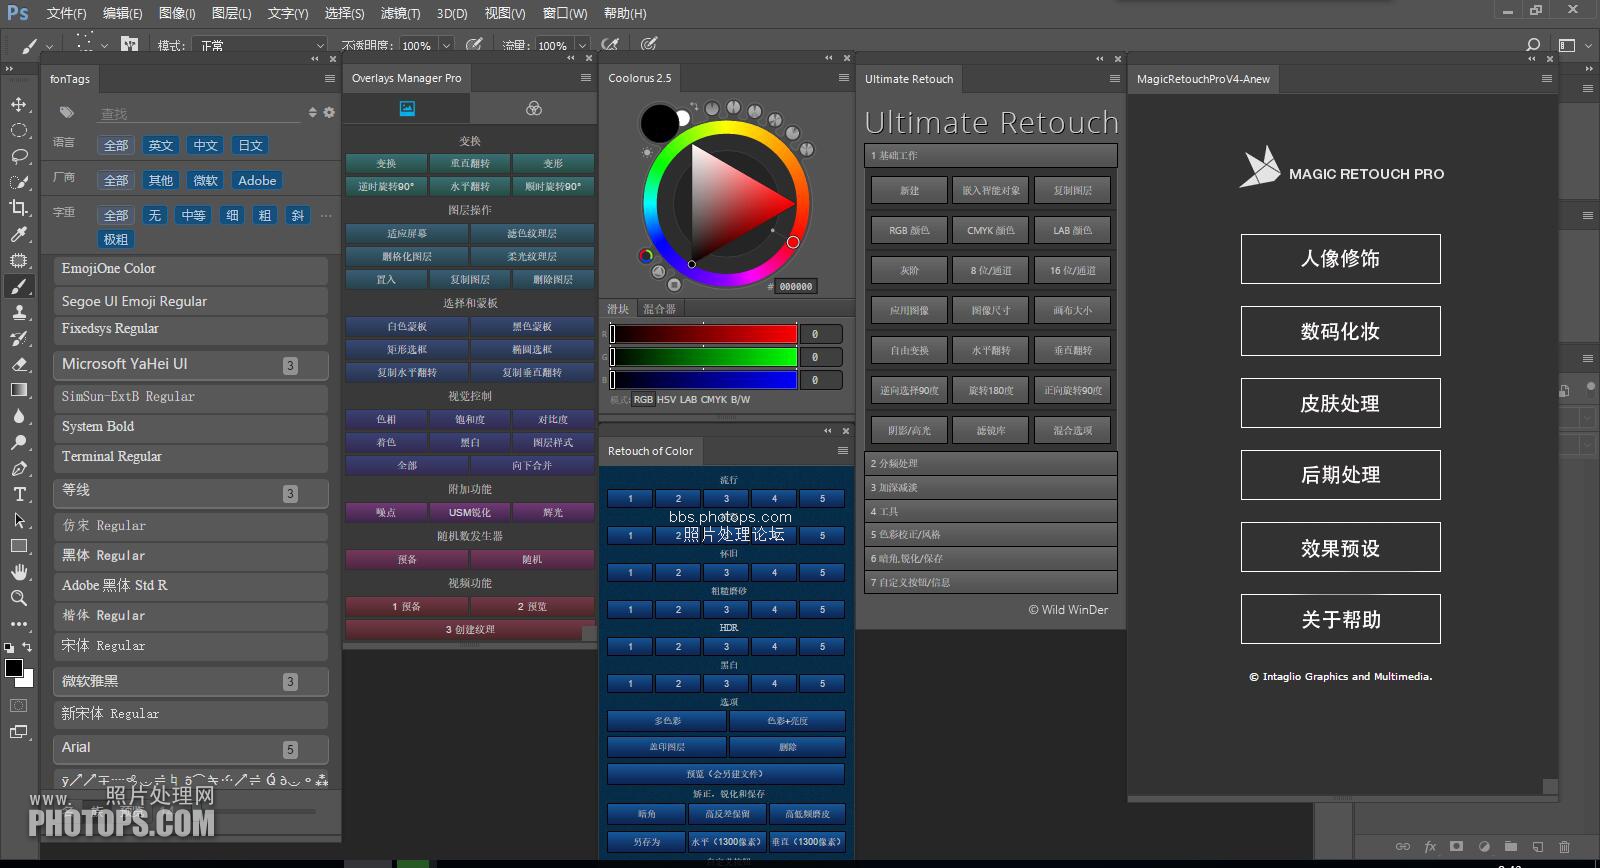 Ps 文件(F) 编辑(E) 图像(I) 图层(L) 文字(Y) 选择(S) 滤镜(T) 3D(D) 视图(V) 窗口(W) 帮助(H)
模式: 正常 不透明度: 100% 流量: 100%
fonTags
查找
语言 全部 英文 中文 日文
厂商 全部 其他 微软 Adobe
字重 全部 无 中等 细 粗 斜 ...
极粗
EmojiOne Color
Segoe UI Emoji Regular
Fixedsys Regular
Microsoft YaHei UI 3
SimSun-ExtB Regular
System Bold
Terminal Regular
等线 3
仿宋 Regular
黑体 Regular
Adobe 黑体 Std R
楷体 Regular
宋体 Regular
微软雅黑 3
新宋体 Regular
Arial 5
www. 照片处理网
PHOTOPS.COM
Overlays Manager Pro
变换
变换 垂直翻转 变形
逆时旋转90° 水平翻转 顺时旋转90°
图层操作
适应屏幕 滤色纹理层
删格化图层 柔光纹理层
置入 复制图层 删除图层
选择和蒙板
白色蒙板 黑色蒙板
矩形选框 椭圆选框
复制水平翻转 复制垂直翻转
视觉控制
色相 饱和度 对比度
着色 黑白 图层样式
全部 向下合并
附加功能
噪点 USM锐化 辉光
随机数发生器
预备 随机
视频功能
1 预备 2 预览
3 创建纹理
Coolorus 2.5
# 000000
滑块 混合器
R 0
G 0
B 0
模式: RGB HSV LAB CMYK B/W
Retouch of Color
流行
1 2 3 4 5
bbs.photops.com
1 2 5
照片处理论坛
怀旧
1 2 3 4 5
粗糙磨砂
1 2 3 4 5
HDR
1 2 3 4 5
黑白
1 2 3 4 5
选项
多色彩 色彩+亮度
盖印图层 删除
预览（会另建文件）
矫正，锐化和保存
暗角 高反差保留 高低频磨皮
另存为 水平（1300像素） 垂直（1300像素）
Ultimate Retouch
Ultimate Retouch
1 基础工作
新建 嵌入智能对象 复制图层
RGB 颜色 CMYK 颜色 LAB 颜色
灰阶 8 位/通道 16 位/通道
应用图像 图像尺寸 画布大小
自由变换 水平翻转 垂直翻转
逆向选择90度 旋转180度 正向旋转90度
阴影/高光 滤镜库 混合选项
2 分频处理
3 加深减淡
4 工具
5 色彩校正/风格
6 暗角,锐化/保存
7 自定义按钮/信息
© Wild WinDer
MagicRetouchProV4-Anew
MAGIC RETOUCH PRO
人像修饰
数码化妆
皮肤处理
后期处理
效果预设
关于帮助
© Intaglio Graphics and Multimedia.
fx